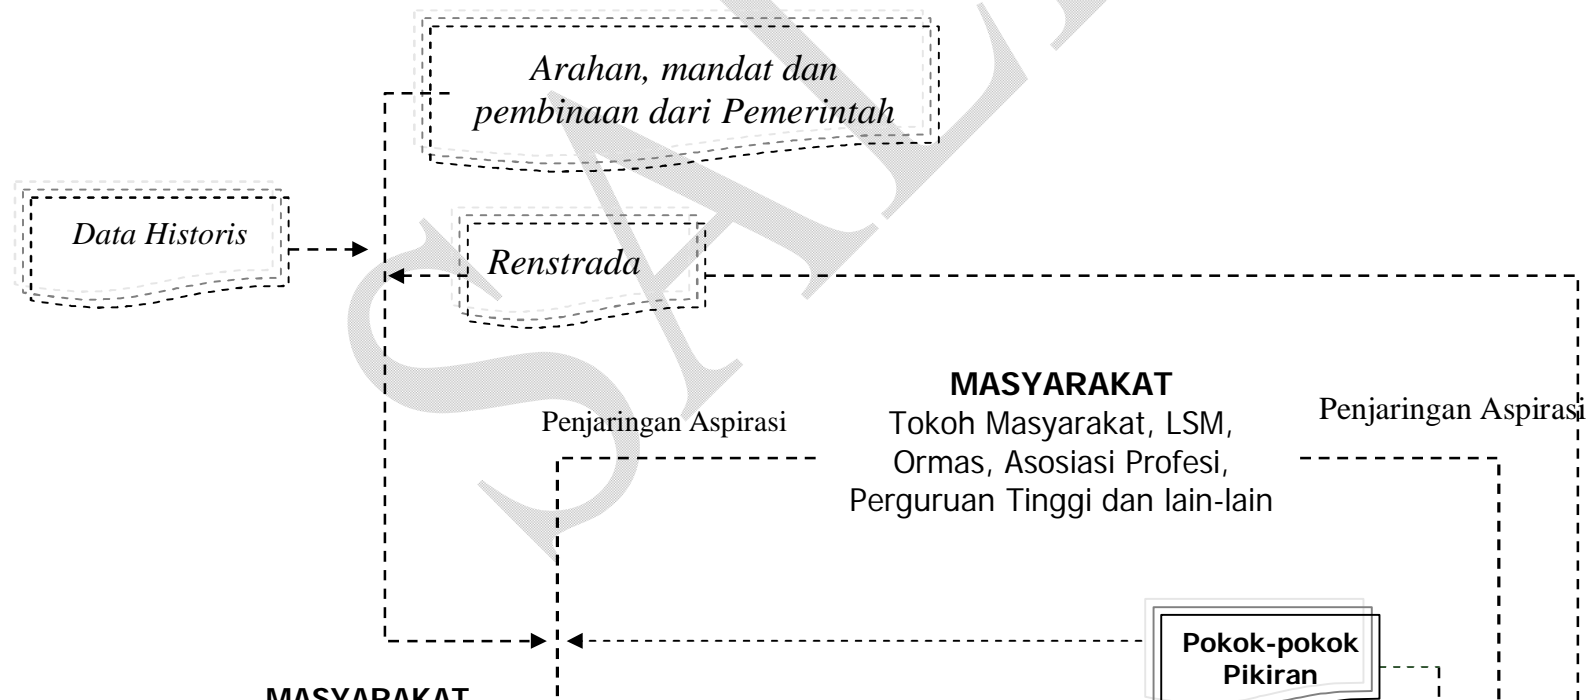 Arahan, mandat dan
pembinaan dari Pemerintah
Data Historis
Renstrada
MASYARAKAT
Penjaringan Aspirasi
Tokoh Masyarakat, LSM,
Ormas, Asosiasi Profesi,
Perguruan Tinggi dan lain-lain
Penjaringan Aspirasi
Pokok-pokok
Pikiran
MASYARAKAT